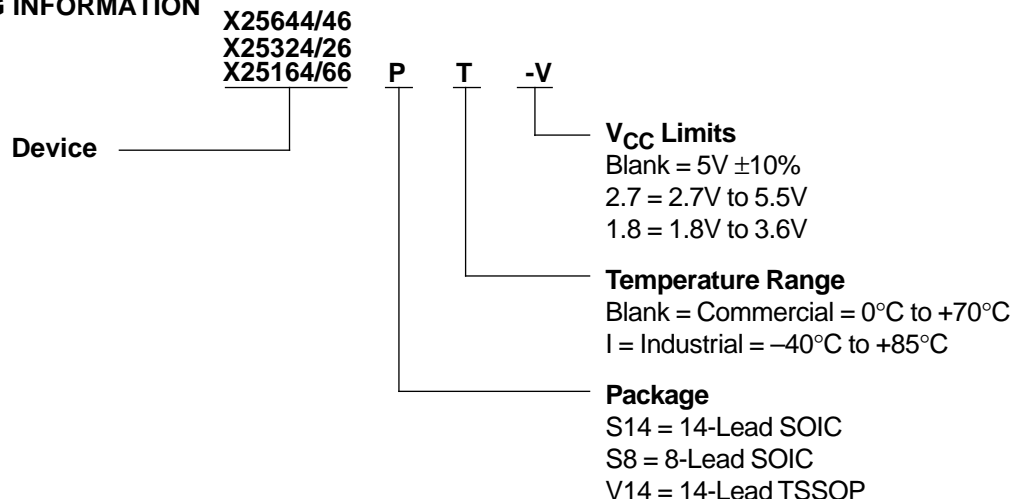 G INFORMATION
X25644/46
X25324/26
X25164/66 P T -V
Device
VCC Limits
Blank = 5V ±10%
2.7 = 2.7V to 5.5V
1.8 = 1.8V to 3.6V
Temperature Range
Blank = Commercial = 0°C to +70°C
I = Industrial = –40°C to +85°C
Package
S14 = 14-Lead SOIC
S8 = 8-Lead SOIC
V14 = 14-Lead TSSOP